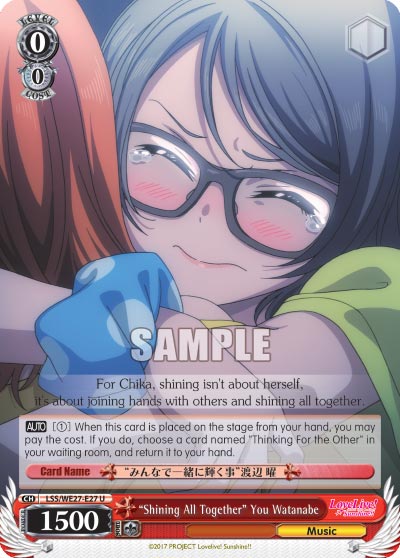 LEVEL
0
0
COST
SAMPLE
For Chika, shining isn't about herself,
it's about joining hands with others and shining all together.
AUTO [①] When this card is placed on the stage from your hand, you may
pay the cost. If you do, choose a card named "Thinking For the Other" in
your waiting room, and return it to your hand.
Card Name "みんなで一緒に輝く事"渡辺 曜
CH LSS/WE27-E27 U
POWER 1500 "Shining All Together" You Watanabe
LoveLive!
Sunshine!!
Music
©2017 PROJECT Lovelive! Sunshine!!